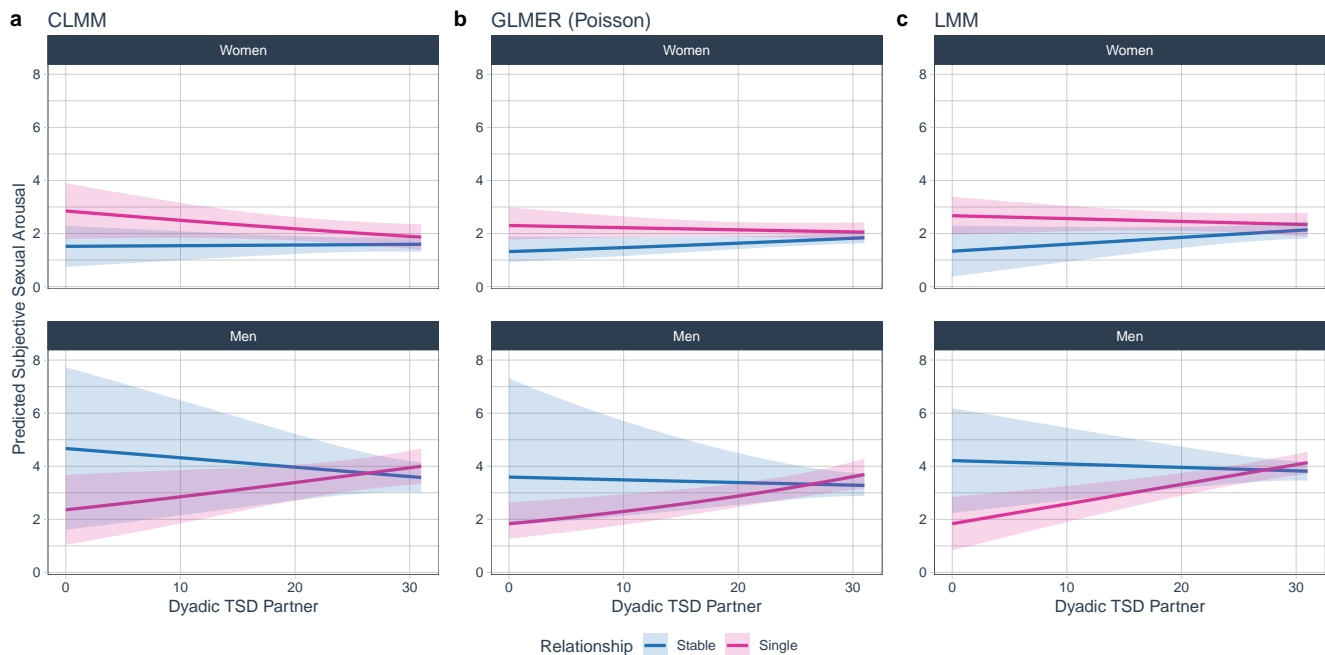 a CLMM
b GLMER (Poisson)
c LMM
Women
Women
Women
8
6
4
2
0
8
6
4
2
0
8
6
4
2
0
Predicted Subjective Sexual Arousal
Men
Men
Men
8
6
4
2
0
8
6
4
2
0
8
6
4
2
0
0 10 20 30
0 10 20 30
0 10 20 30
Dyadic TSD Partner
Dyadic TSD Partner
Dyadic TSD Partner
Relationship Stable Single